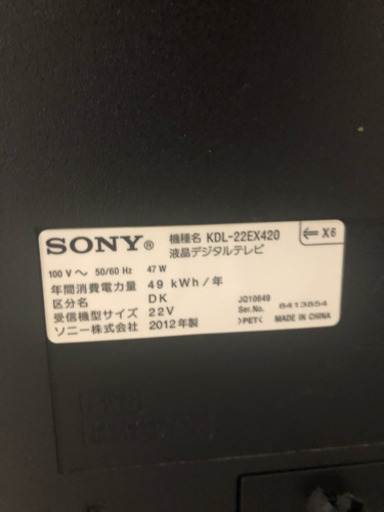 SONY® 機種名 KDL-22EX420
液晶デジタルテレビ
← X6
100 V～ 50/60 Hz 47 W
年間消費電力量 49 kWh/年
区分名 DK
受信機型サイズ 22V
ソニー株式会社 2012年製
JQ10649
Ser.No. 8413854
>PET< MADE IN CHINA